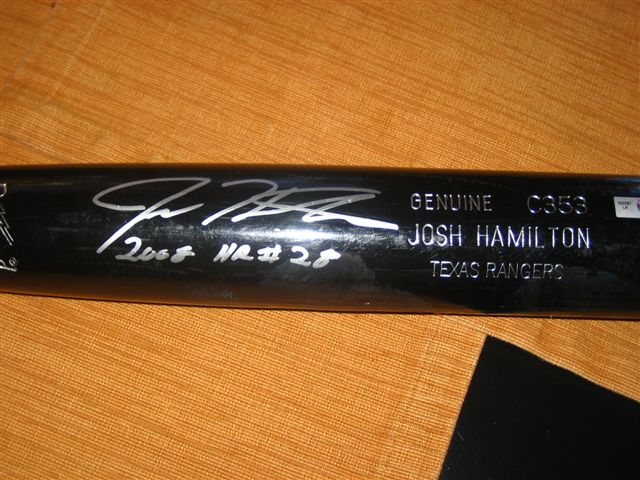 GENUINE C353
JOSH HAMILTON
TEXAS RANGERS
2008 HR #28